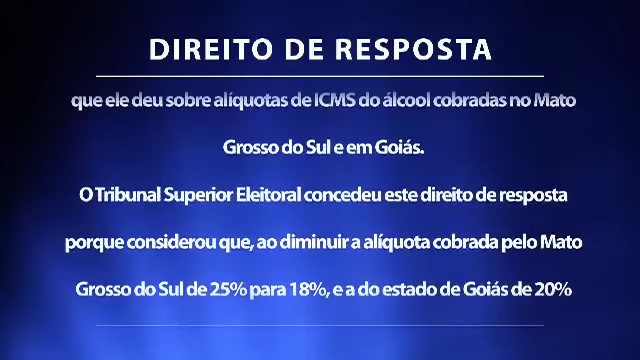 DIREITO DE RESPOSTA
que ele deu sobre alíquotas de ICMS do álcool cobradas no Mato
Grosso do Sul e em Goiás.
O Tribunal Superior Eleitoral concedeu este direito de resposta
porque considerou que, ao diminuir a alíquota cobrada pelo Mato
Grosso do Sul de 25% para 18%, e a do estado de Goiás de 20%